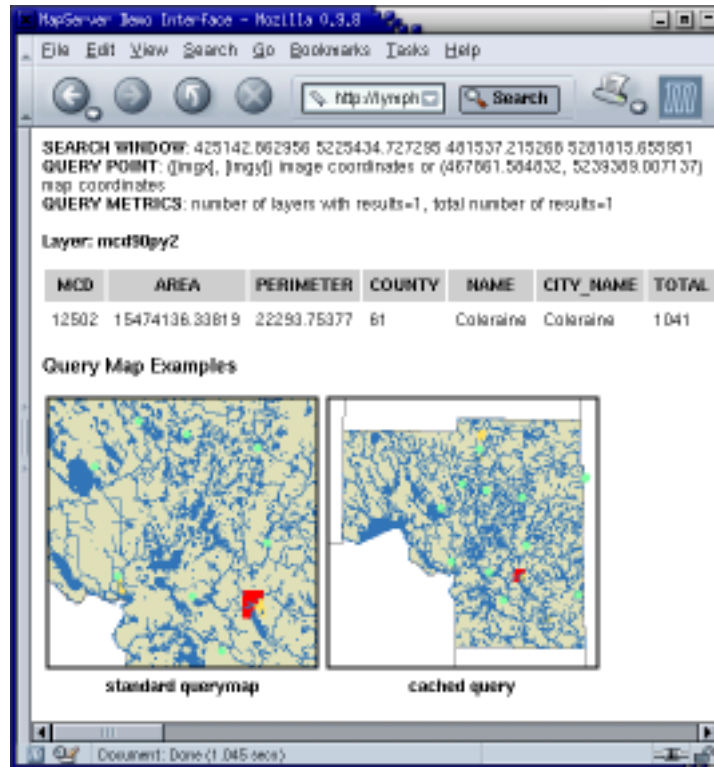 MapServer Demo Interface - Mozilla 0.9.8
File Edit View Search Go Bookmarks Tasks Help
http://lymph Search
SEARCH WINDOW: 425142.862956 5225434.727295 481537.215268 5281815.655951
QUERY POINT: ([imgx], [imgy]) image coordinates or (467861.584832, 5239389.007137)
map coordinates
QUERY METRICS: number of layers with results=1, total number of results=1
Layer: mcd90py2
MCD AREA PERIMETER COUNTY NAME CITY_NAME TOTAL
12502 15474136.33819 22293.75377 61 Coleraine Coleraine 1041
Query Map Examples
standard querymap cached query
Document: Done (1.045 secs)